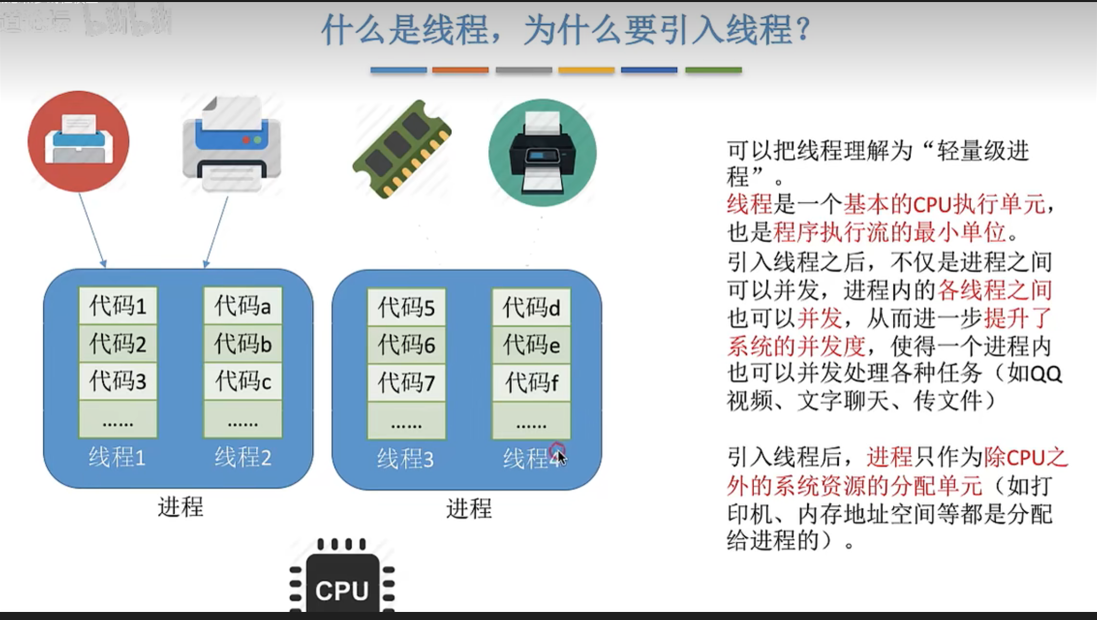 什么是线程，为什么要引入线程？
代码1
代码2
代码3
……
线程1
代码a
代码b
代码c
……
线程2
进程
代码5
代码6
代码7
……
线程3
代码d
代码e
代码f
……
线程4
进程
CPU
可以把线程理解为“轻量级进
程”。
线程是一个基本的CPU执行单元，
也是程序执行流的最小单位。
引入线程之后，不仅是进程之间
可以并发，进程内的各线程之间
也可以并发，从而进一步提升了
系统的并发度，使得一个进程内
也可以并发处理各种任务（如QQ
视频、文字聊天、传文件）
引入线程后，进程只作为除CPU之
外的系统资源的分配单元（如打
印机、内存地址空间等都是分配
给进程的）。